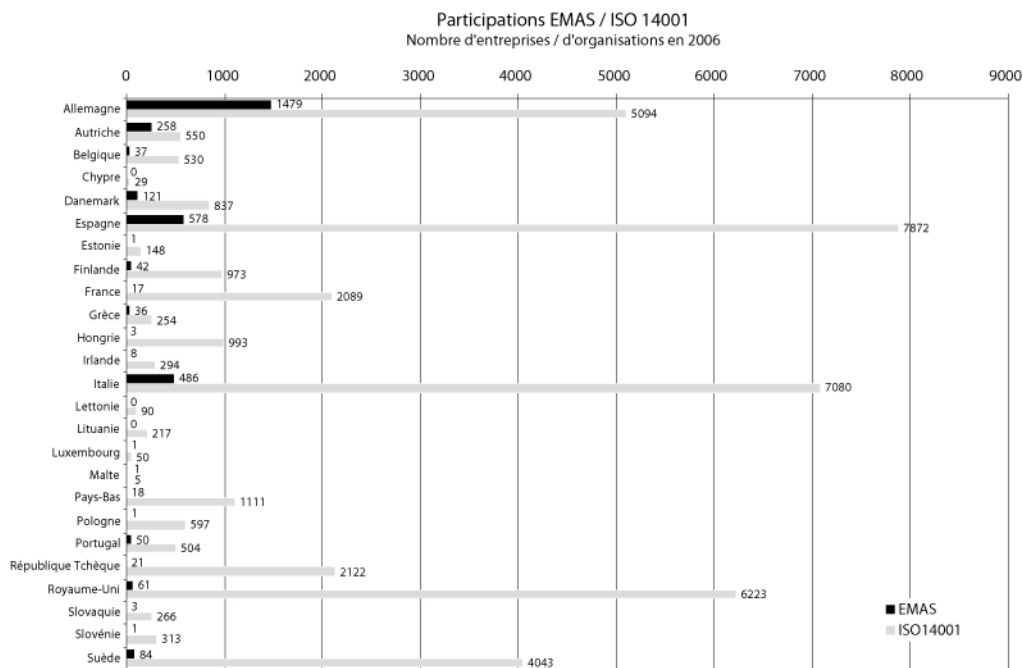 Participations EMAS / ISO 14001
Nombre d'entreprises / d'organisations en 2006
0 1000 2000 3000 4000 5000 6000 7000 8000 9000
Allemagne 1479 5094
Autriche 258 550
Belgique 37 530
Chypre 0 29
Danemark 121 837
Espagne 578 7872
Estonie 1 148
Finlande 42 973
France 17 2089
Grèce 36 254
Hongrie 3 993
Irlande 8 294
Italie 486 7080
Lettonie 0 90
Lituanie 0 217
Luxembourg 1 50
Malte 1 5
Pays-Bas 18 1111
Pologne 1 597
Portugal 50 504
République Tchèque 21 2122
Royaume-Uni 61 6223
Slovaquie 3 266
Slovénie 1 313
Suède 84 4043
EMAS
ISO14001